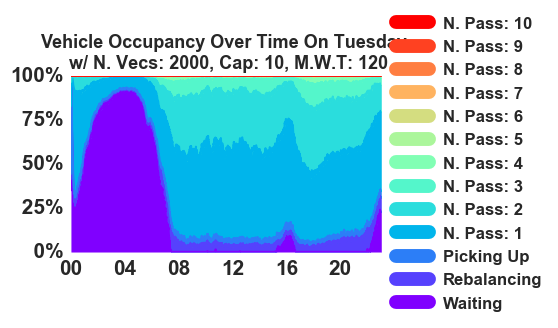 Vehicle Occupancy Over Time On Tuesday
w/ N. Vecs: 2000, Cap: 10, M.W.T: 120
100%
75%
50%
25%
0%
00 04 08 12 16 20
N. Pass: 10
N. Pass: 9
N. Pass: 8
N. Pass: 7
N. Pass: 6
N. Pass: 5
N. Pass: 4
N. Pass: 3
N. Pass: 2
N. Pass: 1
Picking Up
Rebalancing
Waiting